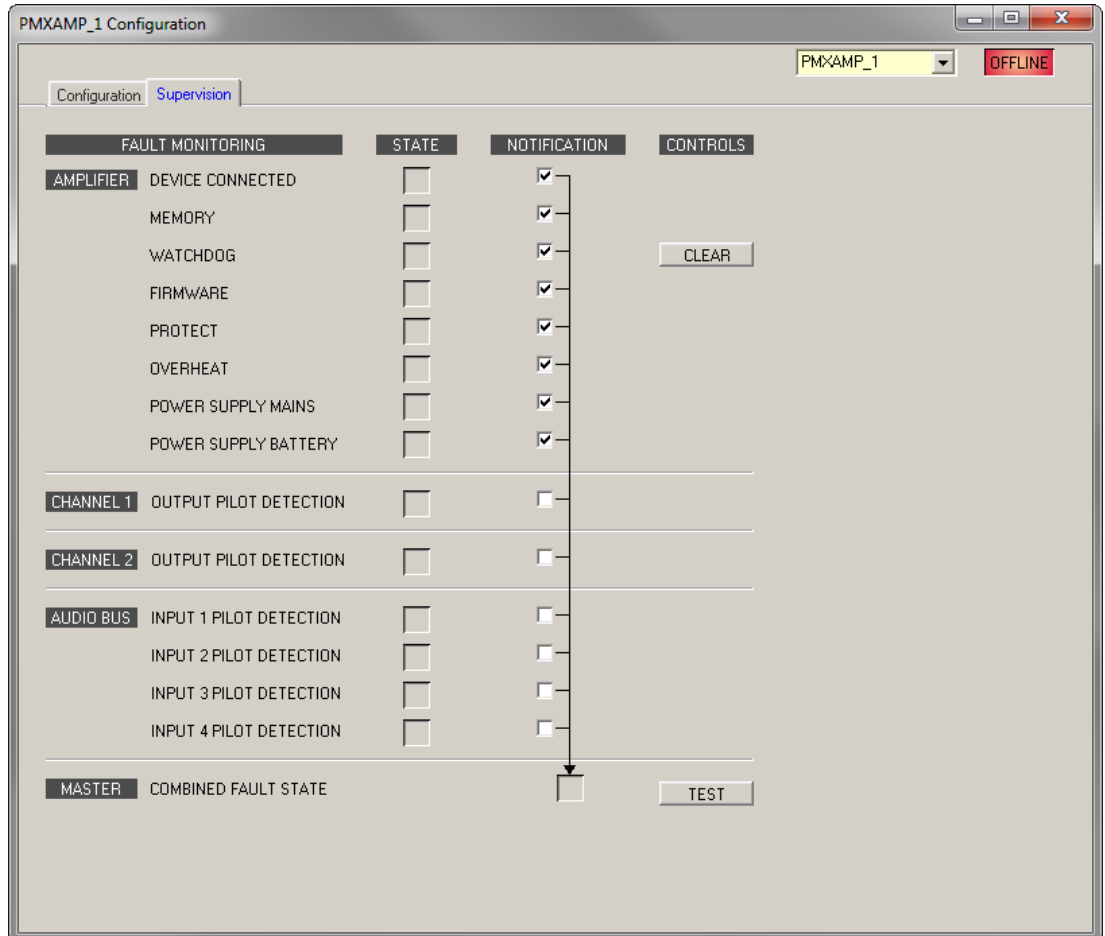 PMXAMP_1 Configuration
PMXAMP_1 OFFLINE
Configuration Supervision
FAULT MONITORING STATE NOTIFICATION CONTROLS
AMPLIFIER DEVICE CONNECTED
MEMORY
WATCHDOG CLEAR
FIRMWARE
PROTECT
OVERHEAT
POWER SUPPLY MAINS
POWER SUPPLY BATTERY
CHANNEL 1 OUTPUT PILOT DETECTION
CHANNEL 2 OUTPUT PILOT DETECTION
AUDIO BUS INPUT 1 PILOT DETECTION
INPUT 2 PILOT DETECTION
INPUT 3 PILOT DETECTION
INPUT 4 PILOT DETECTION
MASTER COMBINED FAULT STATE TEST